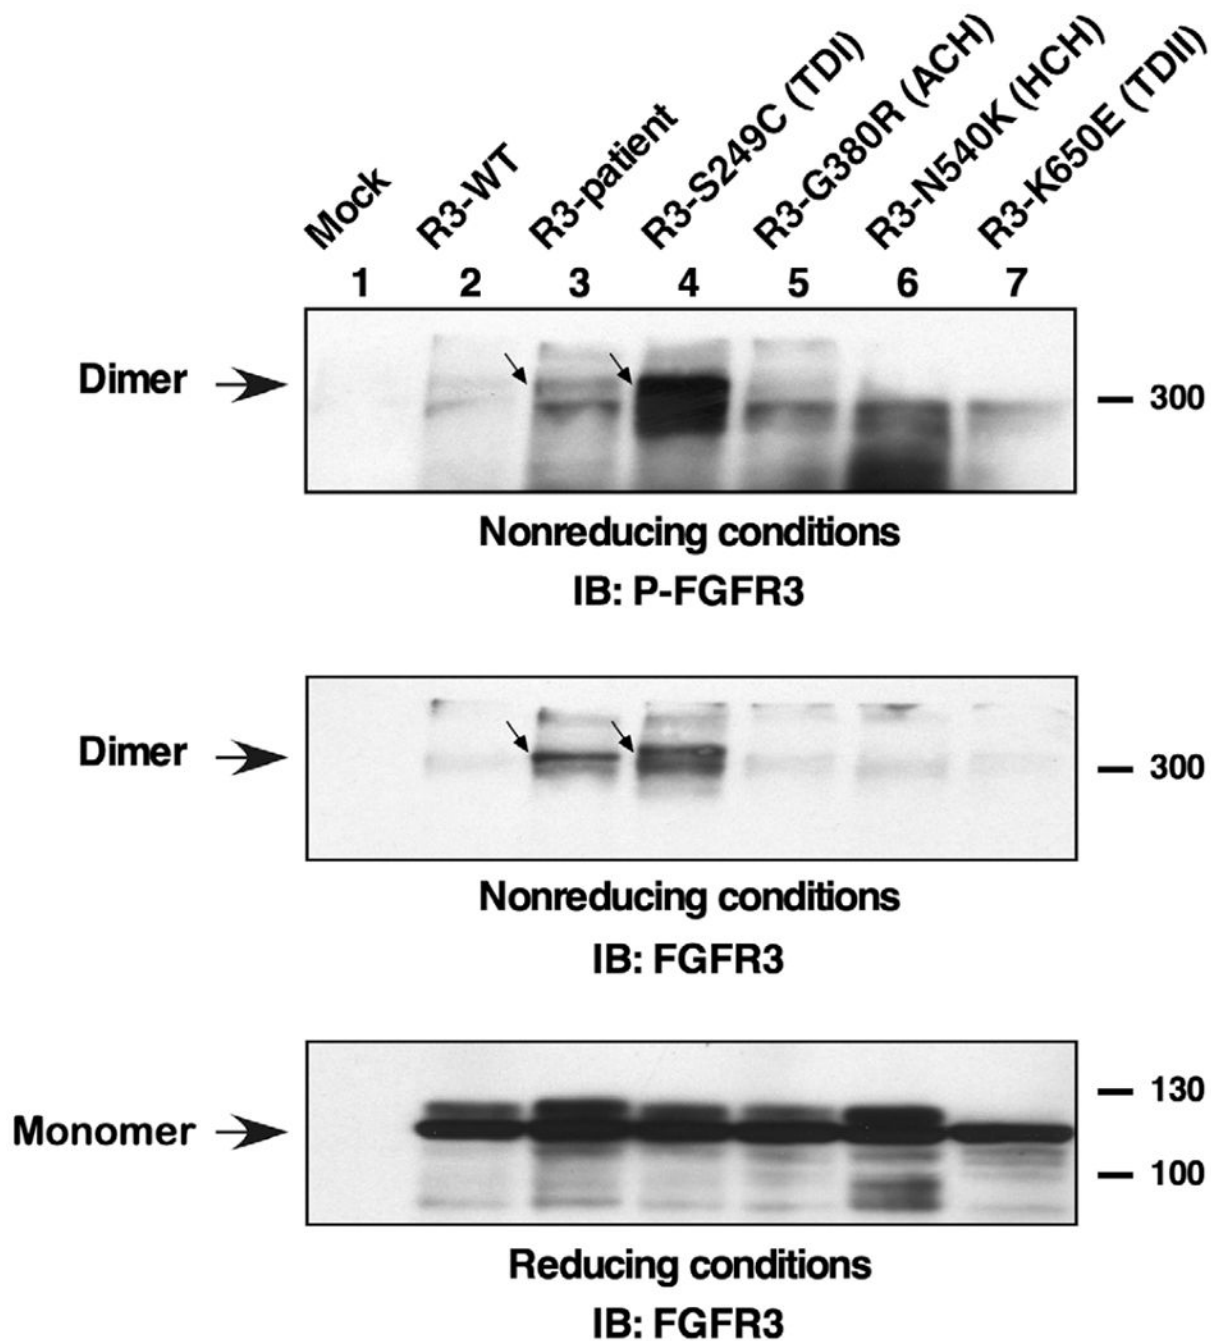 Mock
R3-WT
R3-patient
R3-S249C (TDI)
R3-G380R (ACH)
R3-N540K (HCH)
R3-K650E (TDII)
1 2 3 4 5 6 7
Dimer
300
Nonreducing conditions
IB: P-FGFR3
Dimer
300
Nonreducing conditions
IB: FGFR3
130
Monomer
100
Reducing conditions
IB: FGFR3